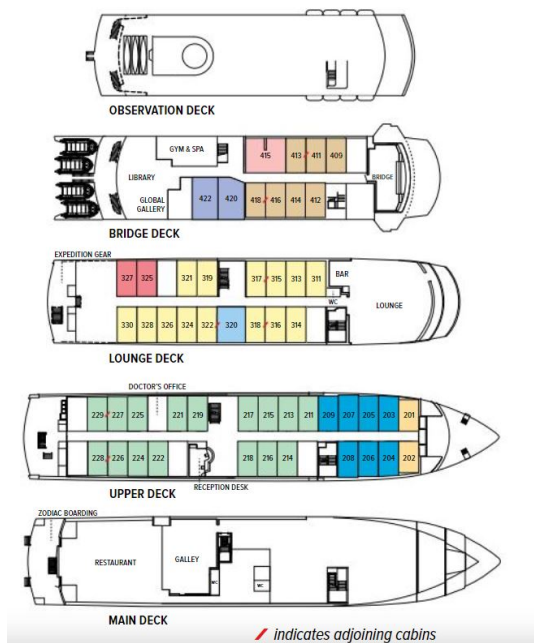 OBSERVATION DECK
GYM & SPA
415 413 411 409
LIBRARY
BRIDGE
GLOBAL
GALLERY
422 420 418 416 414 412
BRIDGE DECK
EXPEDITION GEAR
327 325 321 319 317 315 313 311
BAR
WC
LOUNGE
330 328 326 324 322 320 318 316 314
LOUNGE DECK
DOCTOR'S OFFICE
229 227 225 221 219 217 215 213 211 209 207 205 203 201
228 226 224 222 218 216 214 208 206 204 202
RECEPTION DESK
UPPER DECK
ZODIAC BOARDING
RESTAURANT
GALLEY
WC
WC
MAIN DECK
indicates adjoining cabins